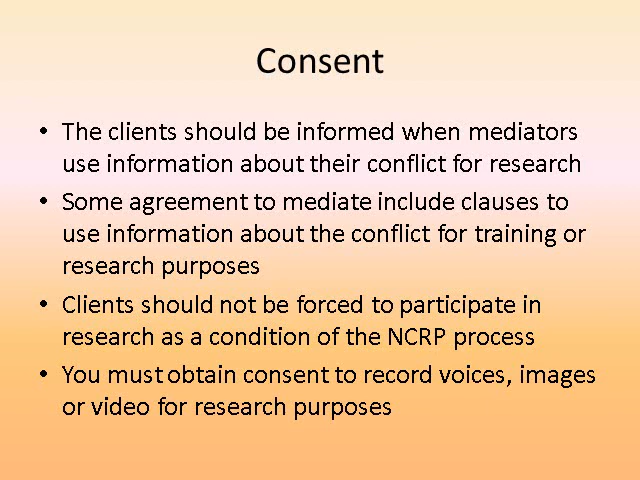 Consent
• The clients should be informed when mediators
use information about their conflict for research
• Some agreement to mediate include clauses to
use information about the conflict for training or
research purposes
• Clients should not be forced to participate in
research as a condition of the NCRP process
• You must obtain consent to record voices, images
or video for research purposes